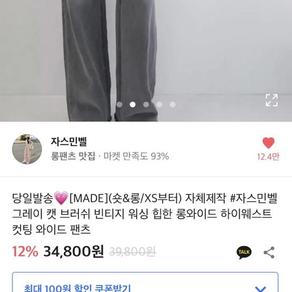 자스민벨
롱팬츠 맛집 · 마켓 만족도 93%
12.4만
당일발송💗[MADE](숏&롱/XS부터) 자체제작 #자스민벨
그레이 캣 브러쉬 빈티지 워싱 힙한 롱와이드 하이웨스트
컷팅 와이드 팬츠
12% 34,800원 39,800원
TALK
최대 100원 할인 쿠폰받기